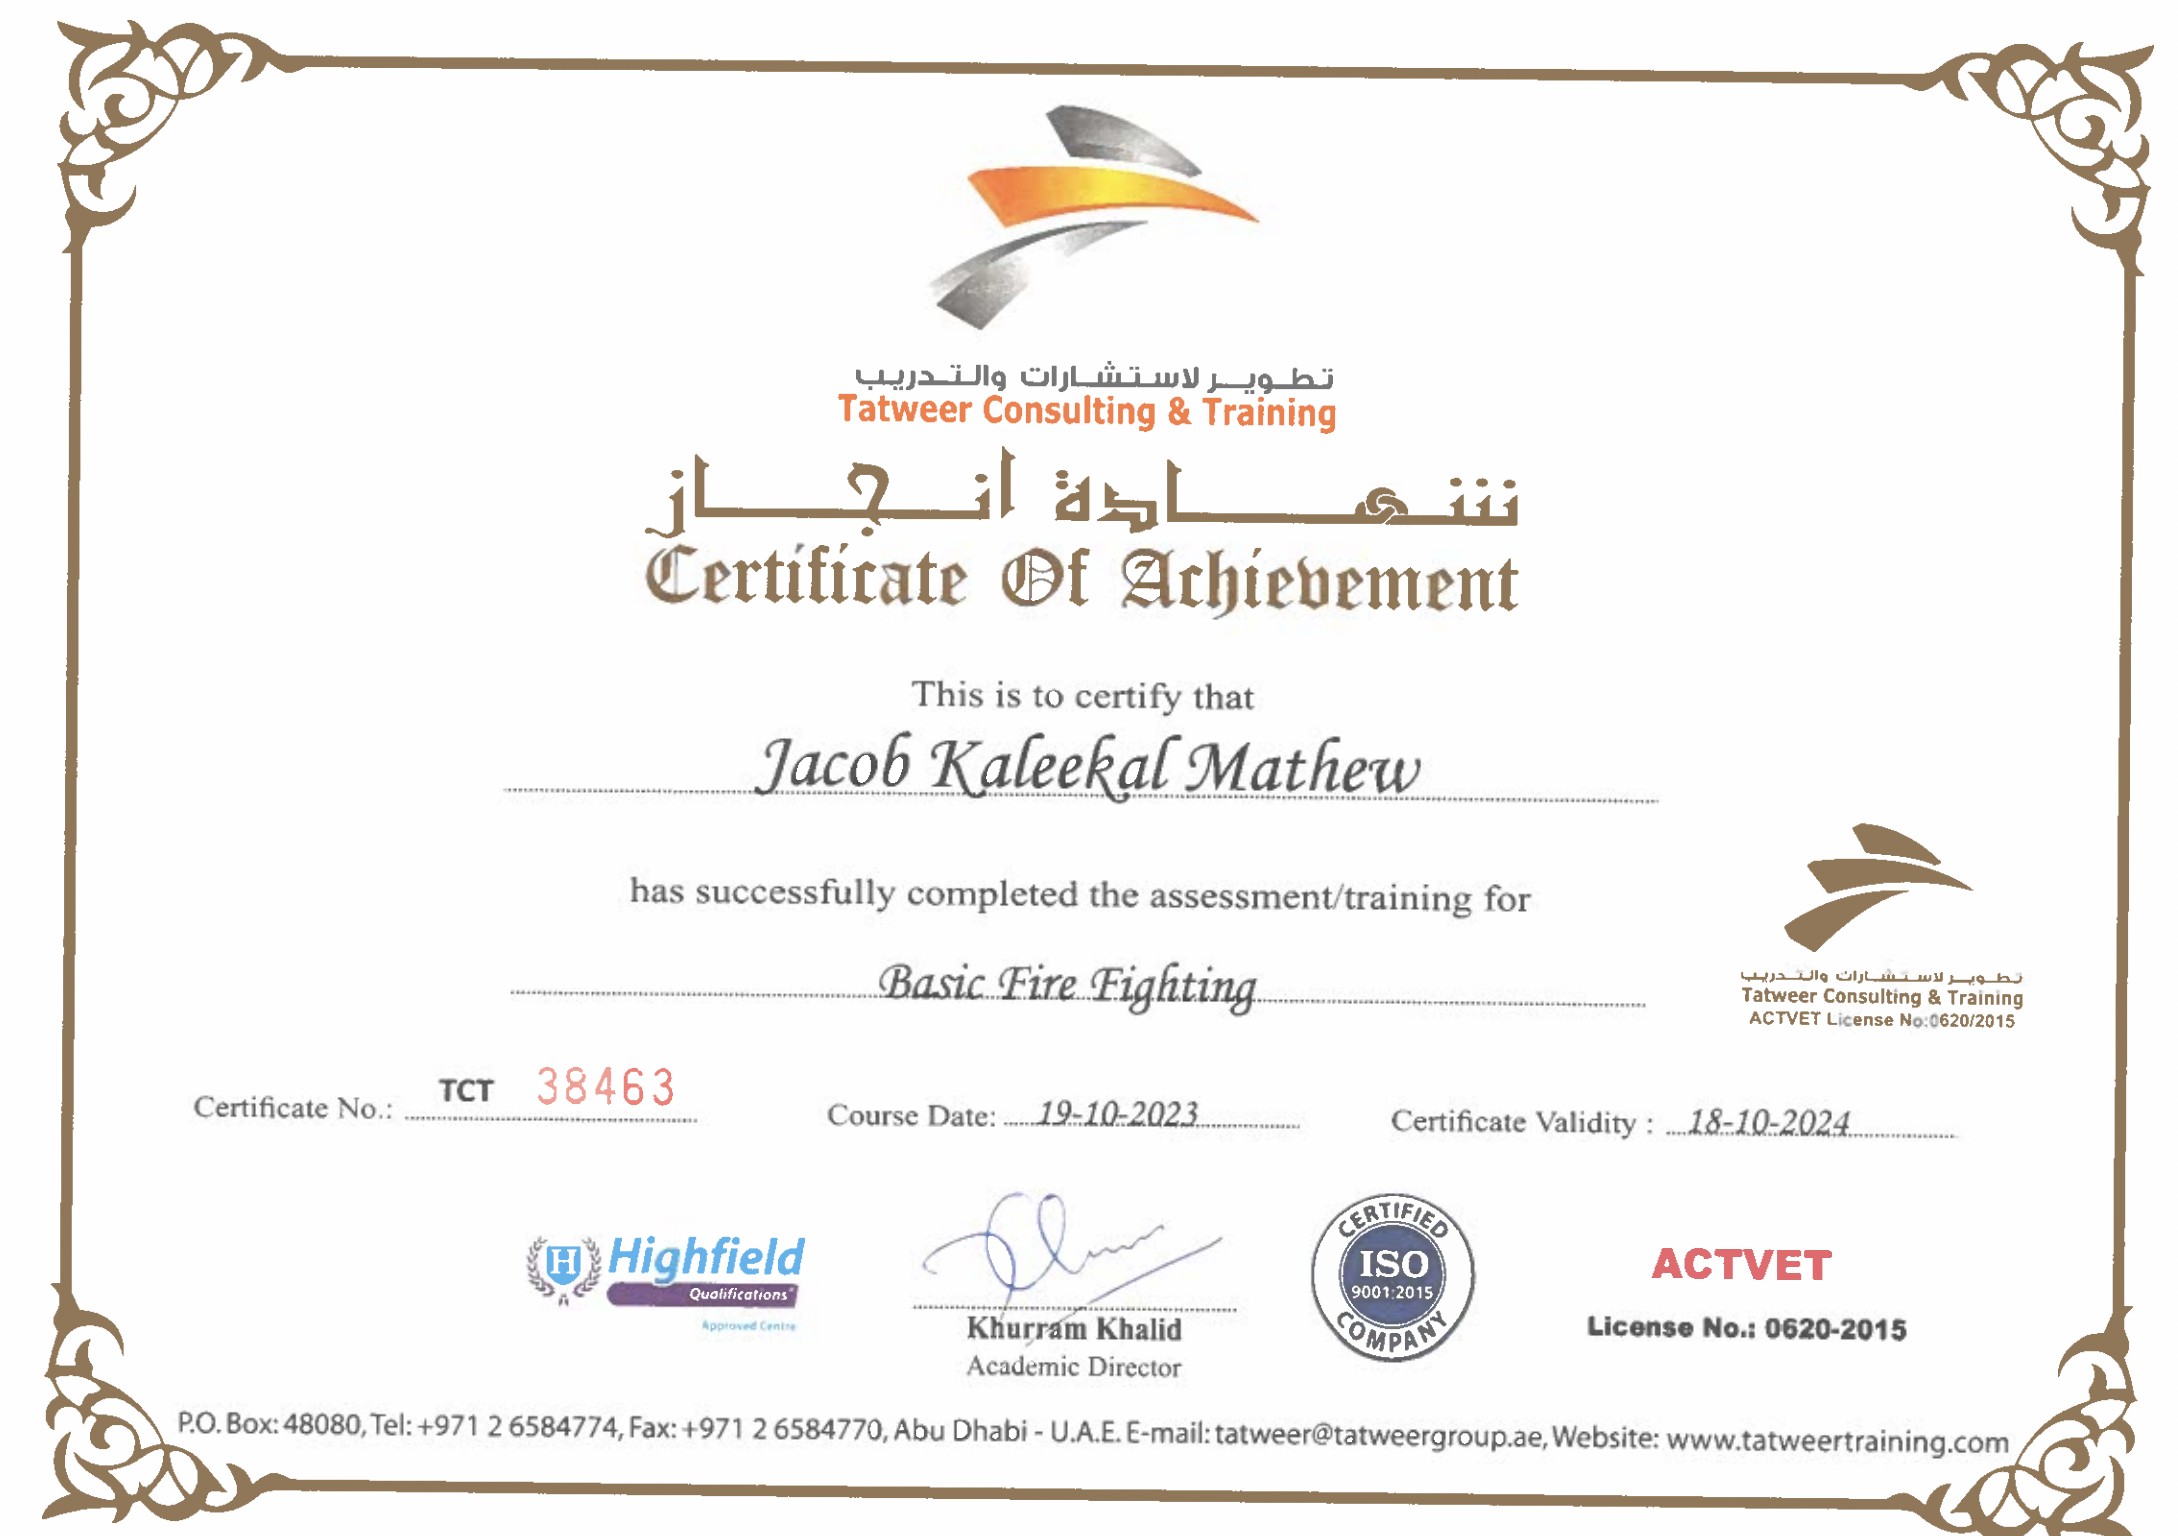 تطويـر لاستشارات والتدريب
Tatweer Consulting & Training
شهادة انجاز
Certificate Of Achievement
This is to certify that
Jacob Kaleekal Mathew
has successfully completed the assessment/training for
Basic Fire Fighting
تطويـر لاستشارات والتدريب
Tatweer Consulting & Training
ACTVET License No:0620/2015
Certificate No.: TCT 38463
Course Date: 19-10-2023
Certificate Validity : 18-10-2024
H Highfield
Qualifications
Approved Centre
Khurram Khalid
Academic Director
CERTIFIED
ISO
9001:2015
COMPANY
ACTVET
License No.: 0620-2015
P.O. Box: 48080, Tel: +971 2 6584774, Fax: +971 2 6584770, Abu Dhabi - U.A.E. E-mail: tatweer@tatweergroup.ae, Website: www.tatweertraining.com